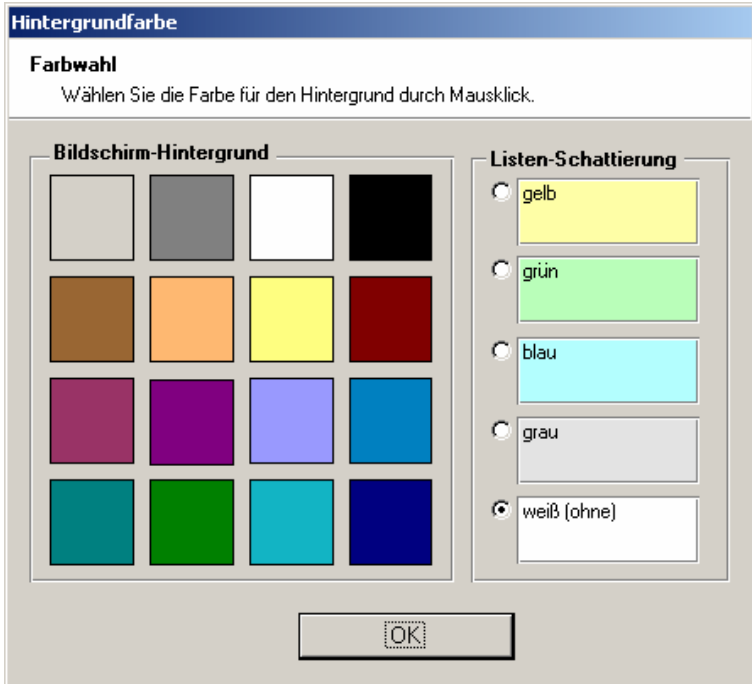 Hintergrundfarbe
Farbwahl
Wählen Sie die Farbe für den Hintergrund durch Mausklick.
Bildschirm-Hintergrund
Listen-Schattierung
gelb
grün
blau
grau
weiß (ohne)
OK